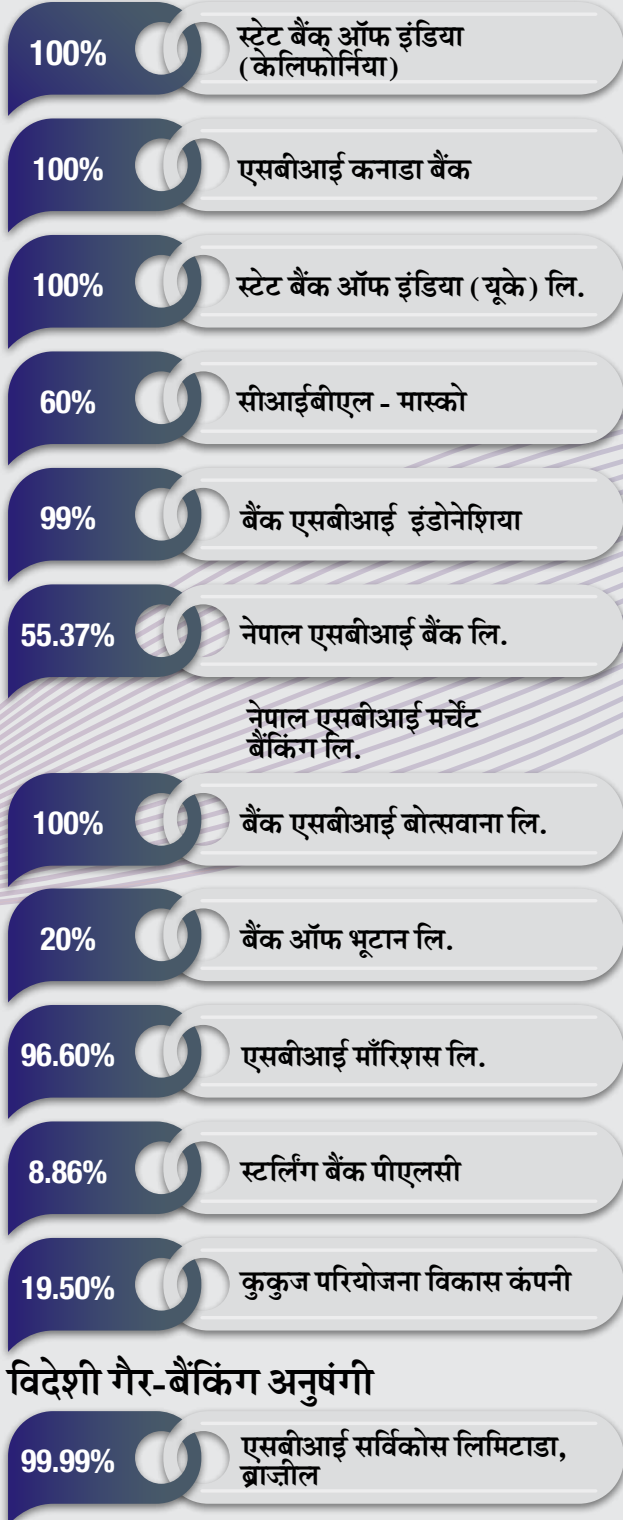 100%
स्टेट बैंक ऑफ इंडिया
(केलिफोर्निया)
100%
एसबीआई कनाडा बैंक
100%
स्टेट बैंक ऑफ इंडिया (यूके) लि.
60%
सीआईबीएल - मास्को
99%
बैंक एसबीआई इंडोनेशिया
55.37%
नेपाल एसबीआई बैंक लि.
नेपाल एसबीआई मर्चेंट
बैंकिंग लि.
100%
बैंक एसबीआई बोत्सवाना लि.
20%
बैंक ऑफ भूटान लि.
96.60%
एसबीआई मॉरिशस लि.
8.86%
स्टर्लिंग बैंक पीएलसी
19.50%
कुकुज परियोजना विकास कंपनी
विदेशी गैर-बैंकिंग अनुषंगी
99.99%
एसबीआई सर्विकोस लिमिटाडा,
ब्राज़ील